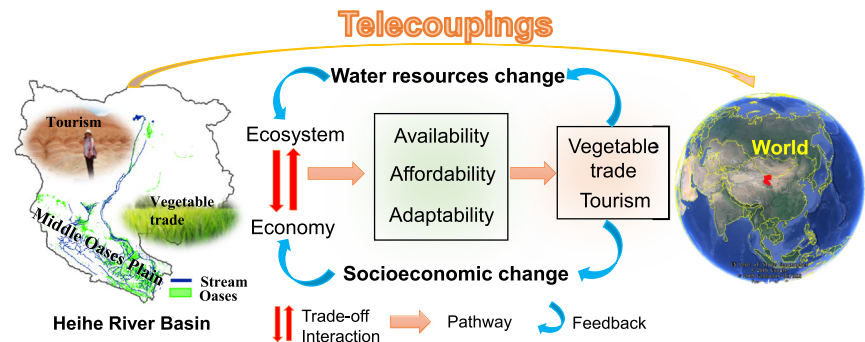 Telecouplings
Water resources change
Tourism
Vegetable
trade
Middle Oases Plain
Stream
Oases
Heihe River Basin
Ecosystem
Economy
Availability
Affordability
Adaptability
Vegetable
trade
Tourism
World
Socioeconomic change
Trade-off
Interaction
Pathway
Feedback